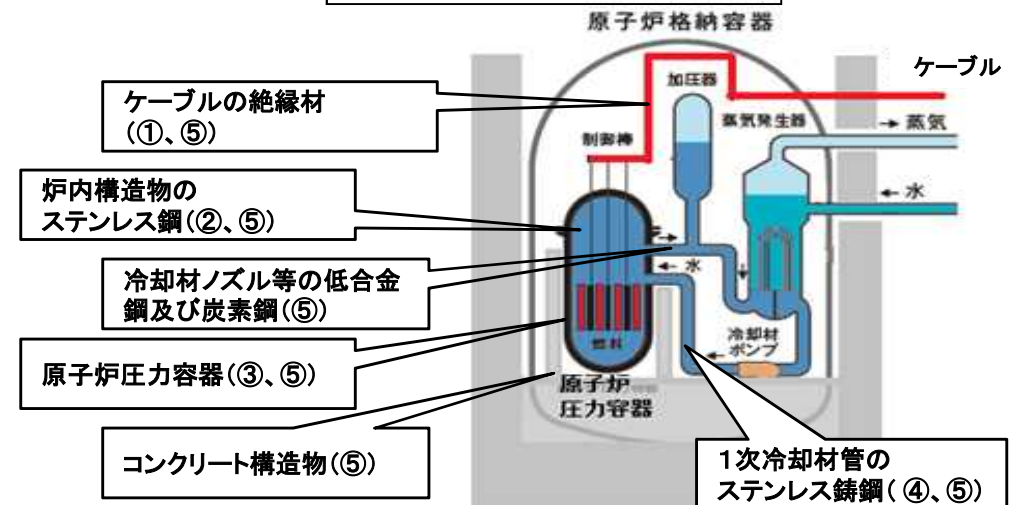 原子炉格納容器
ケーブル
加圧器
ケーブルの絶縁材
(①、⑤)
蒸気発生器
→ 蒸気
制御棒
炉内構造物の
ステンレス鋼(②、⑤)
← 水
冷却材ノズル等の低合金
鋼及び炭素鋼(⑤)
← 水
冷却材
ポンプ
燃料
原子炉圧力容器(③、⑤)
原子炉
圧力容器
コンクリート構造物(⑤)
1次冷却材管の
ステンレス鋳鋼(④、⑤)